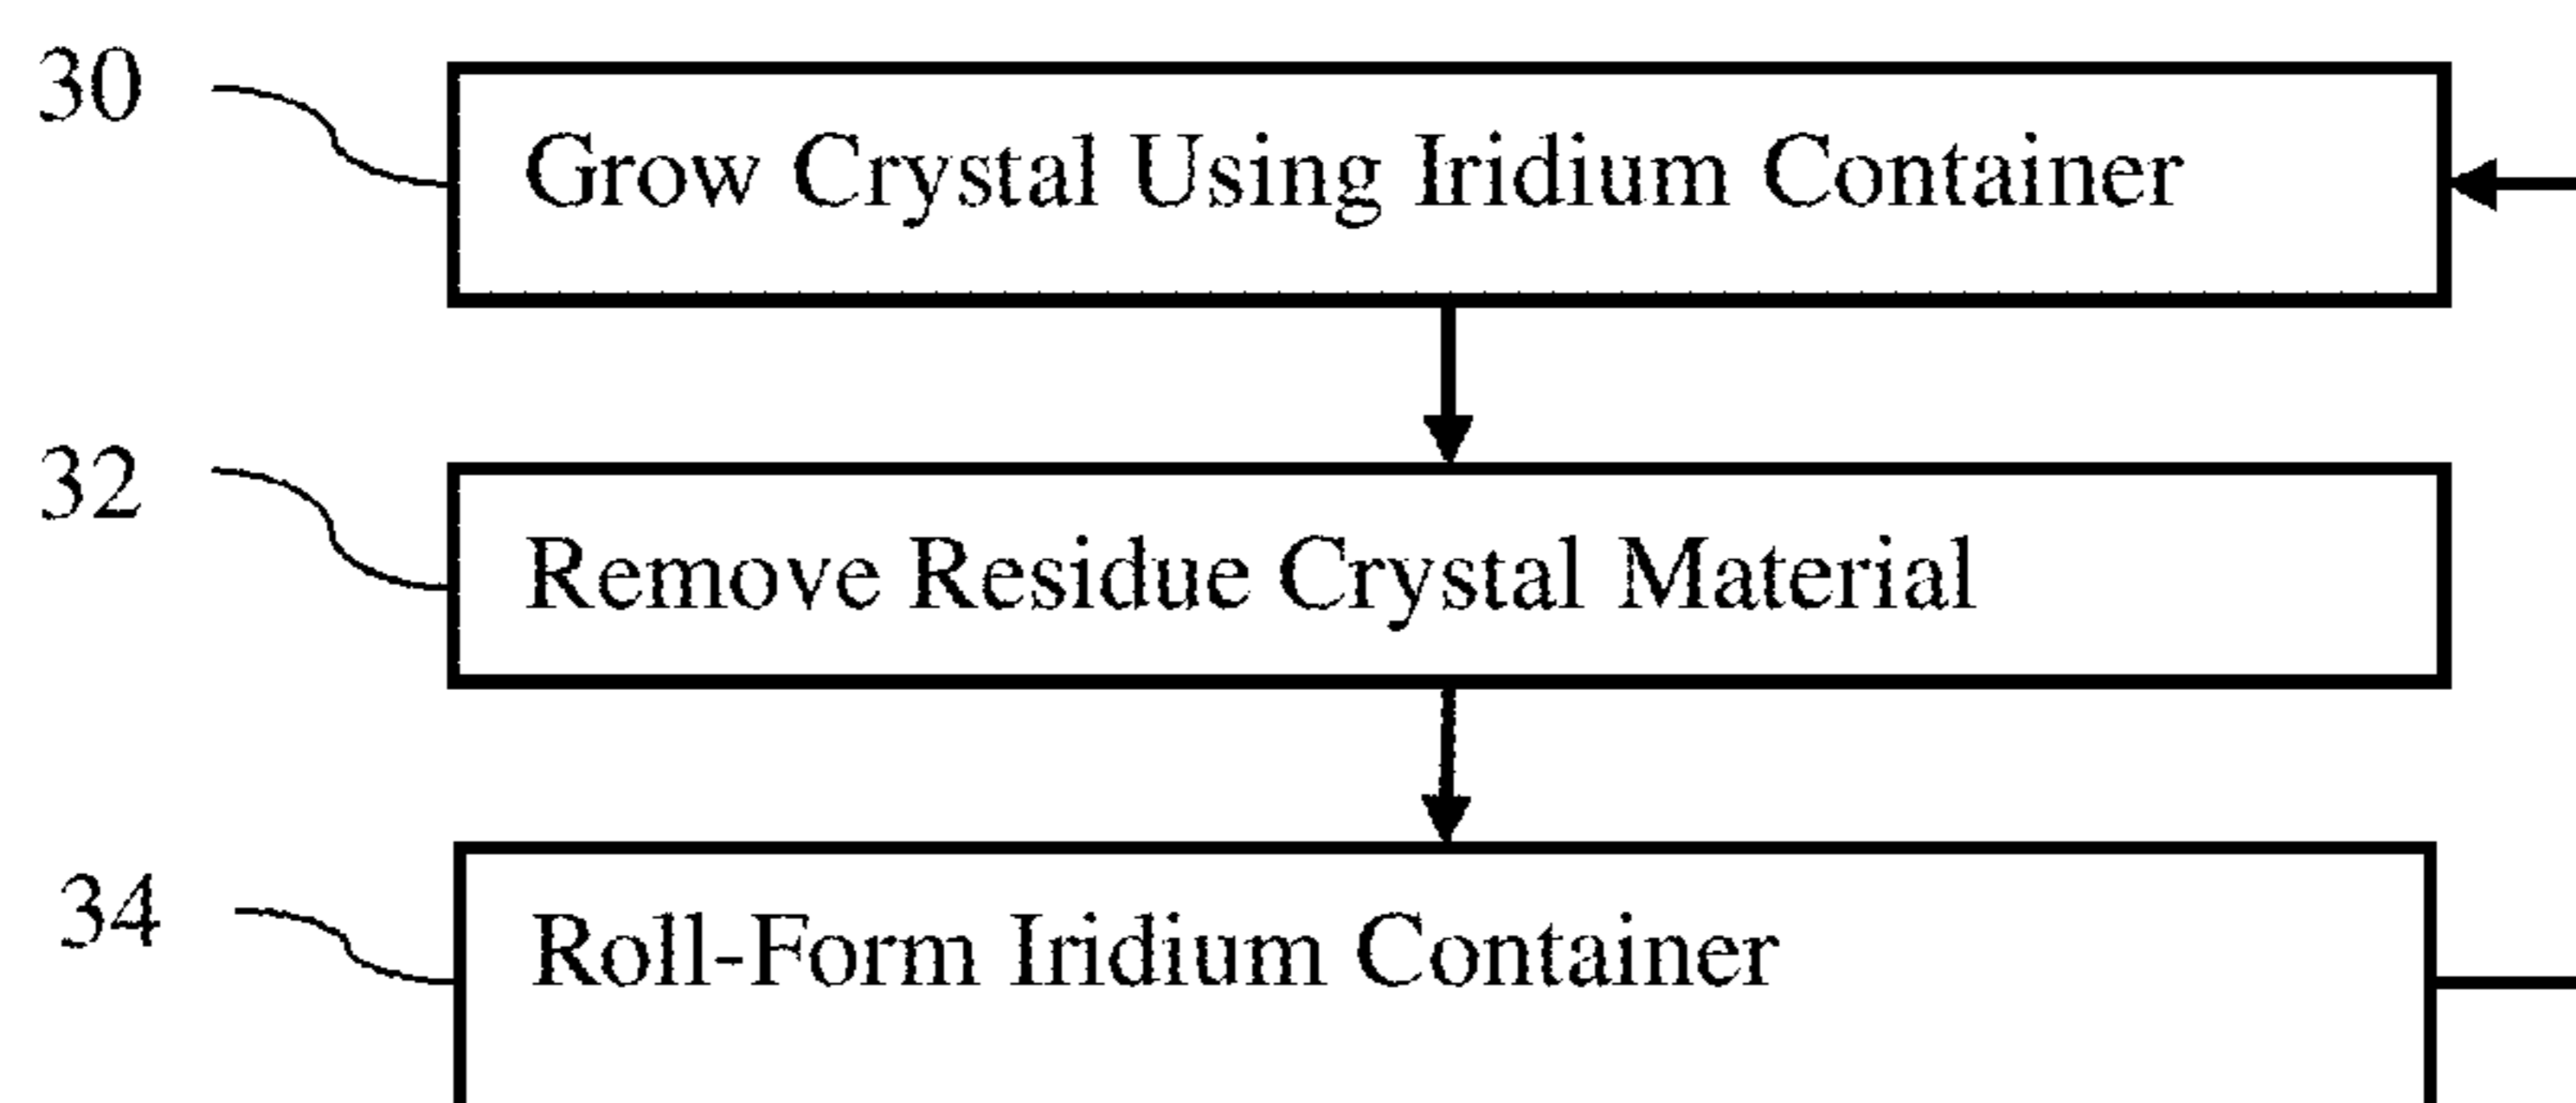 30
Grow Crystal Using Iridium Container
32
Remove Residue Crystal Material
34
Roll-Form Iridium Container